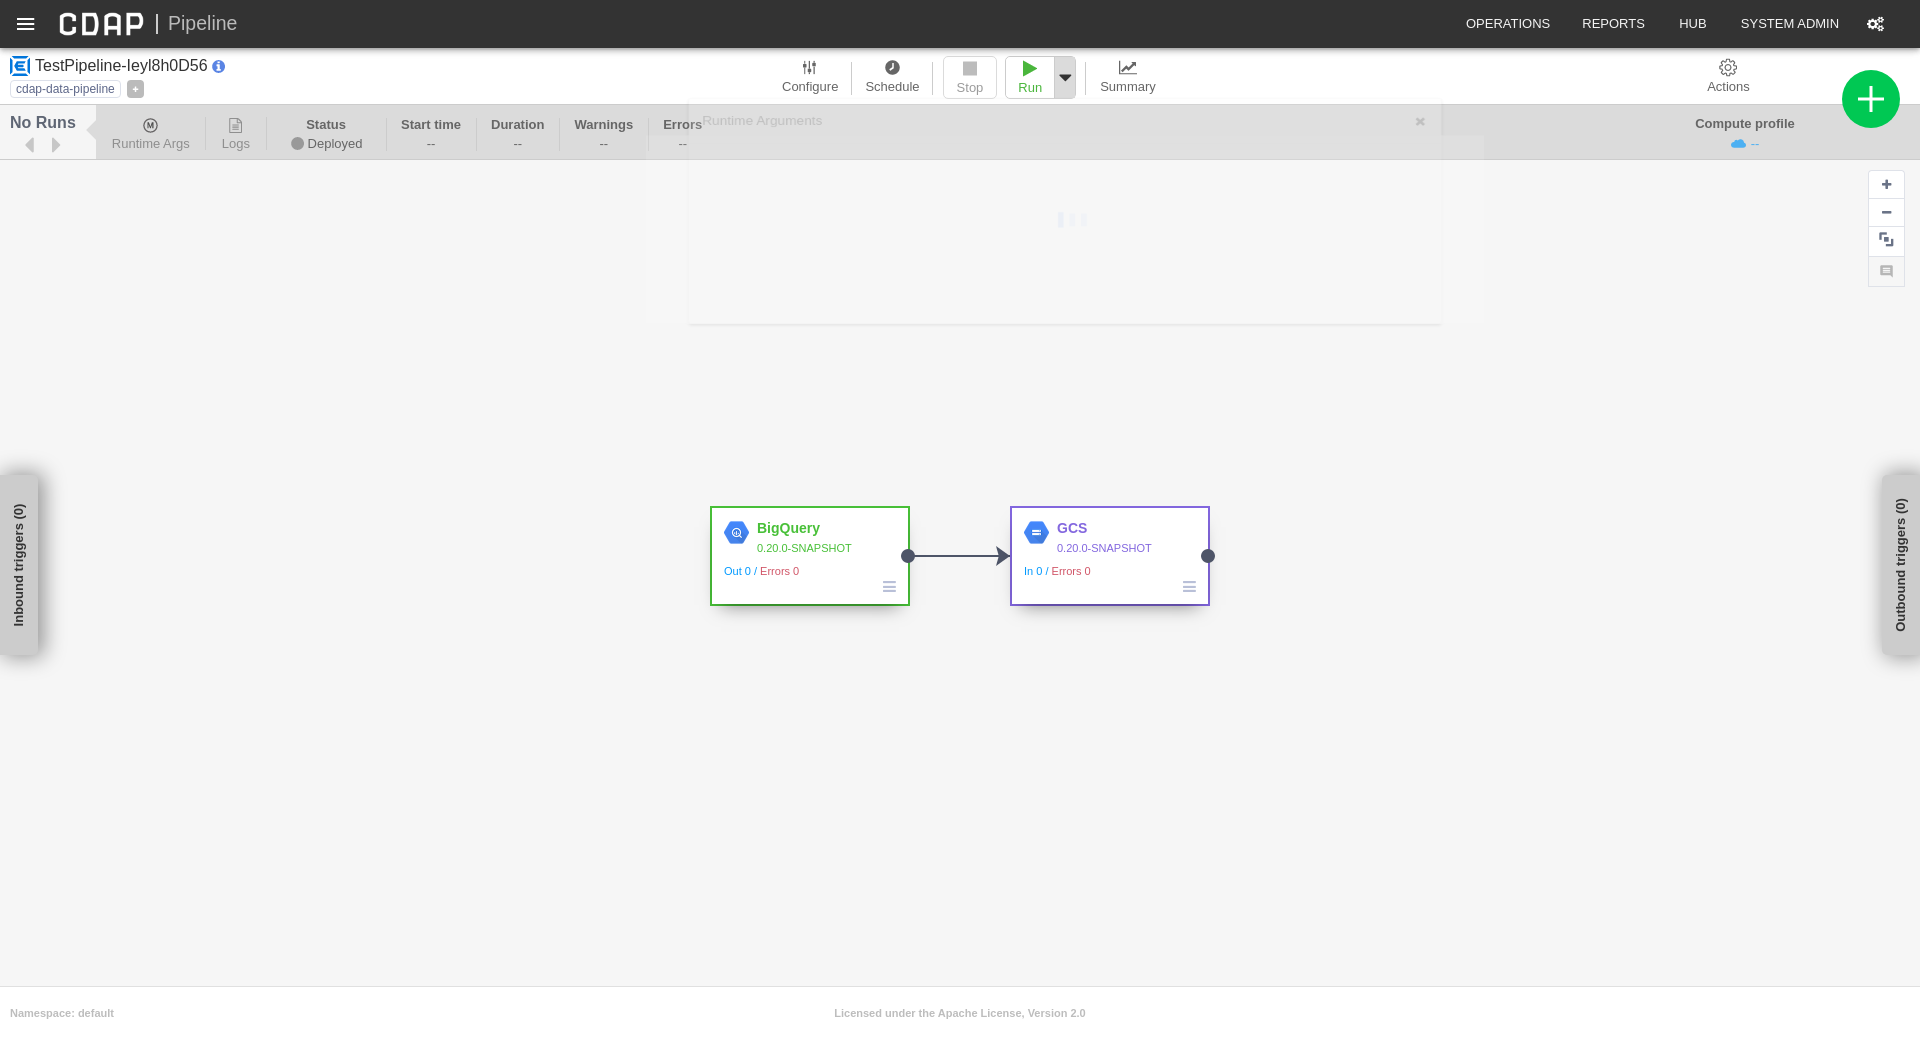 CDAP | Pipeline
OPERATIONS
REPORTS
HUB
SYSTEM ADMIN
TestPipeline-Ieyl8h0D56
cdap-data-pipeline
+
Configure
Schedule
Stop
Run
Summary
Actions
No Runs
Runtime Args
Logs
Status
Deployed
Start time
--
Duration
--
Warnings
--
Errors
--
Runtime Arguments
Compute profile
--
Inbound triggers (0)
BigQuery
0.20.0-SNAPSHOT
Out 0 / Errors 0
GCS
0.20.0-SNAPSHOT
In 0 / Errors 0
Outbound triggers (0)
Namespace: default
Licensed under the Apache License, Version 2.0